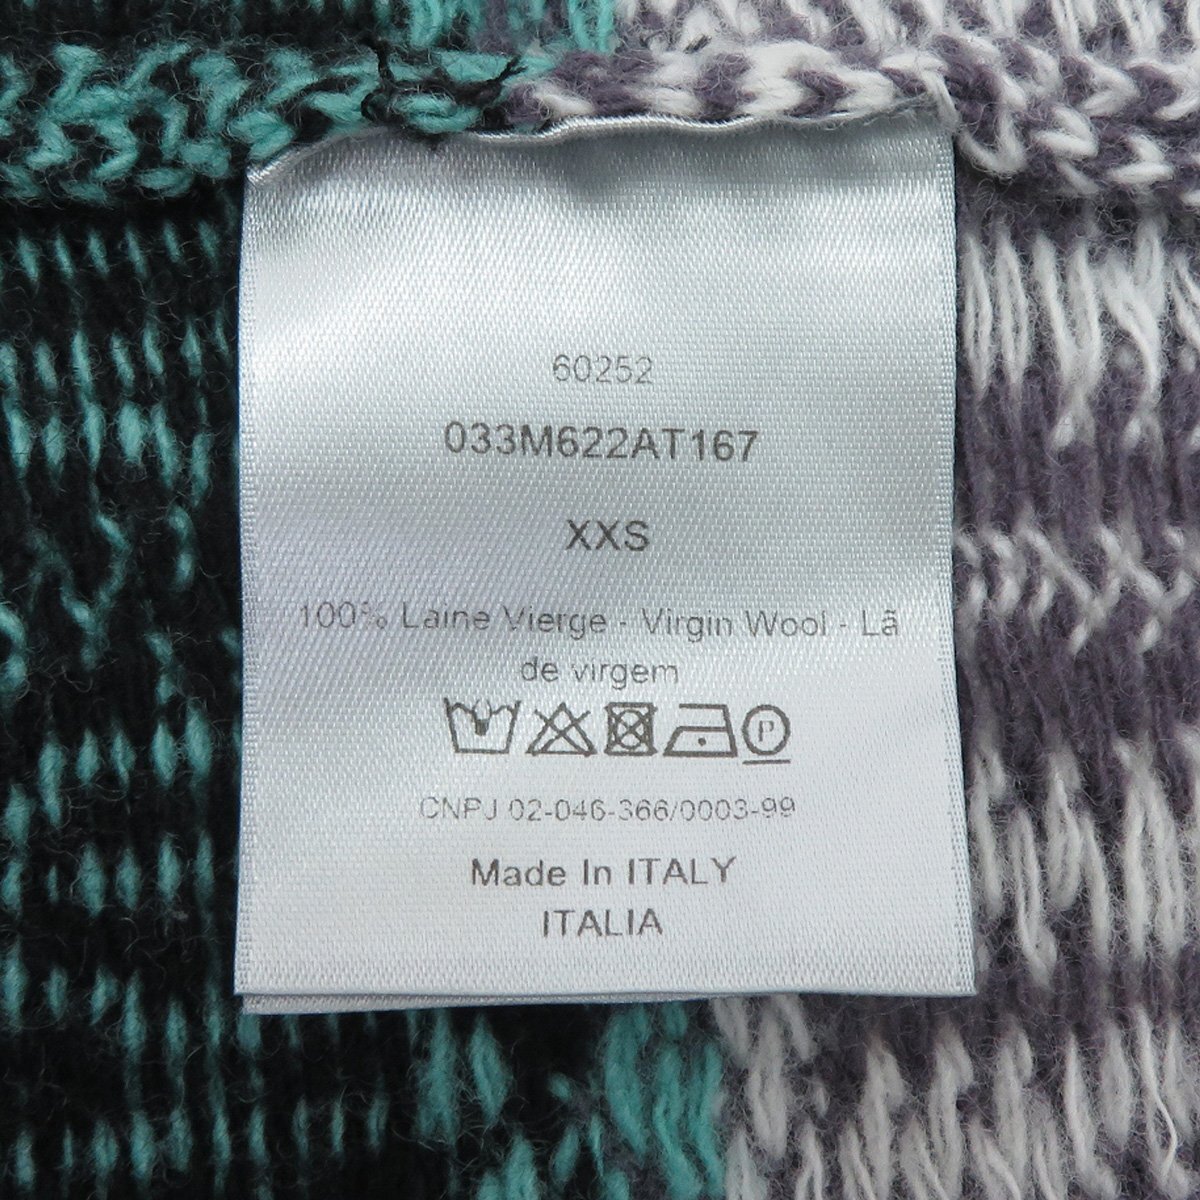 60252
033M622AT167
XXS
100% Laine Vierge - Virgin Wool - Lã
de virgem
P
CNPJ 02-046-366/0003-99
Made In ITALY
ITALIA